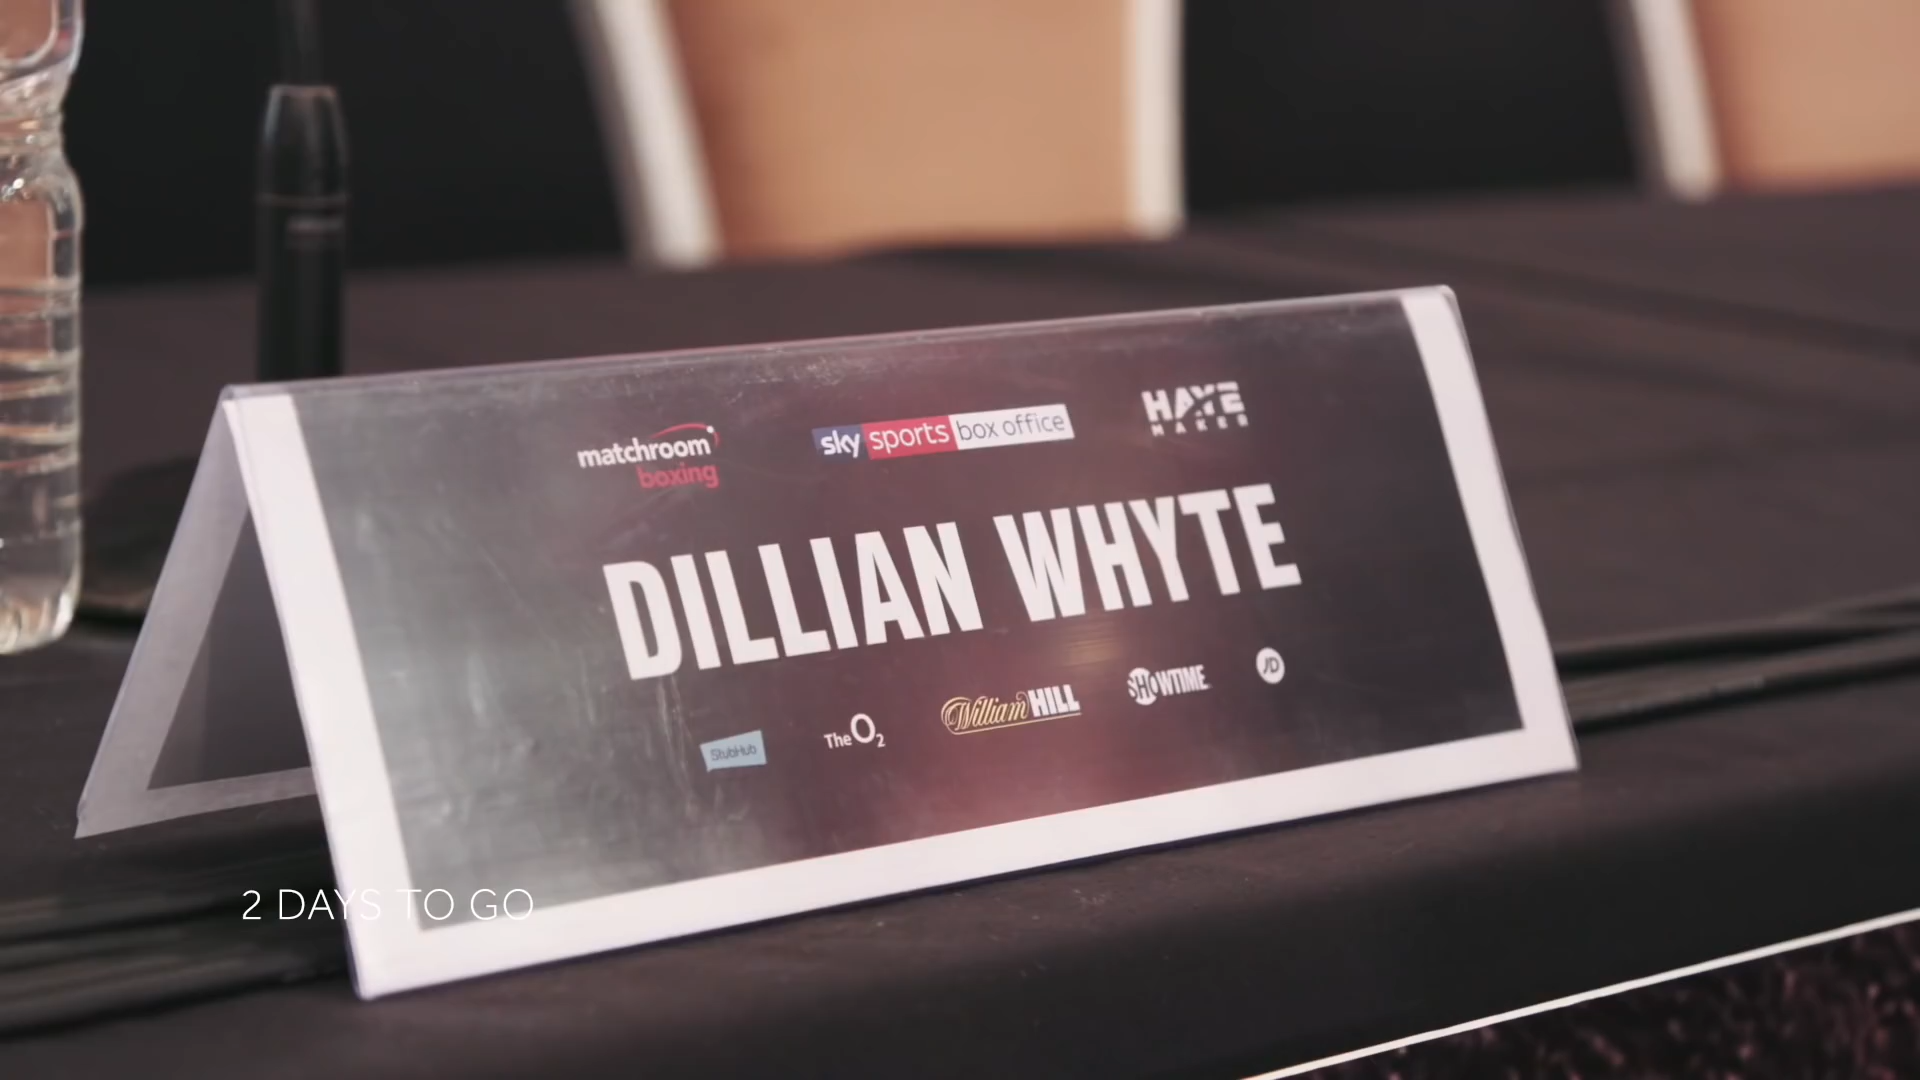 matchroom boxing
sky sports box office
HAYE MAKER
DILLIAN WHYTE
StubHub
The O2
William HILL
SHOWTIME
JD
2 DAYS TO GO